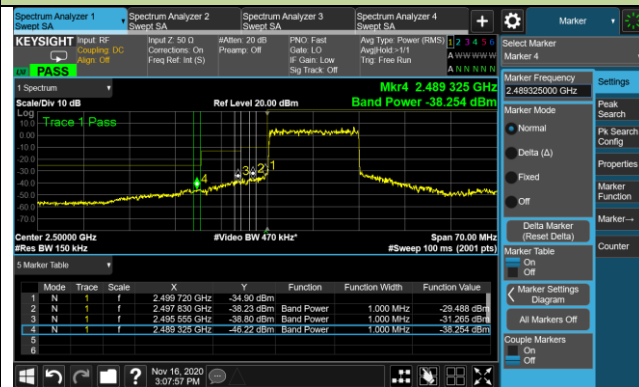 Spectrum Analyzer 1
Swept SA
Spectrum Analyzer 2
Swept SA
Spectrum Analyzer 3
Swept SA
Spectrum Analyzer 4
Swept SA
+
Marker
KEYSIGHT
Input: RF
Coupling: DC
Align: Off
Input Z: 50 Ω
Corrections: On
Freq Ref: Int (S)
#Atten: 20 dB
Preamp: Off
PNO: Fast
Gate: LO
IF Gain: Low
Sig Track: Off
Avg Type: Power (RMS)
Avg|Hold:>1/1
Trig: Free Run
1 2 3 4 5 6
A W W W W W
A N N N N N
PASS
1 Spectrum
Scale/Div 10 dB
Ref Level 20.00 dBm
Mkr4 2.489 325 GHz
Band Power -38.254 dBm
Log
Trace 1 Pass
10.0
0.00
-10.0
-20.0
-30.0
-40.0
-50.0
-60.0
-70.0
4
3
2
1
Center 2.50000 GHz
#Res BW 150 kHz
#Video BW 470 kHz*
Span 70.00 MHz
#Sweep 100 ms (2001 pts)
5 Marker Table
Mode Trace Scale X Y Function Function Width Function Value
1 N 1 f 2.499 720 GHz -34.90 dBm
2 N 1 f 2.497 830 GHz -38.23 dBm Band Power 1.000 MHz -29.488 dBm
3 N 1 f 2.495 555 GHz -38.80 dBm Band Power 1.000 MHz -31.265 dBm
4 N 1 f 2.489 325 GHz -46.22 dBm Band Power 1.000 MHz -38.254 dBm
5
6
Nov 16, 2020
3:07:57 PM
?
Select Marker
Marker 4
Marker Frequency
2.489325000 GHz
Marker Mode
Normal
Delta (Δ)
Fixed
Off
Delta Marker
(Reset Delta)
Marker Table
On
Off
Marker Settings
Diagram
All Markers Off
Couple Markers
On
Off
Settings
Peak
Search
Pk Search
Config
Properties
Marker
Function
Marker→
Counter